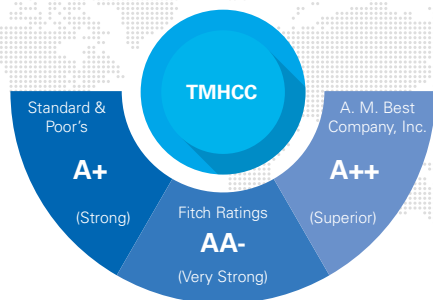 TMHCC
Standard &
Poor's
A+
(Strong)
Fitch Ratings
AA-
(Very Strong)
A. M. Best
Company, Inc.
A++
(Superior)